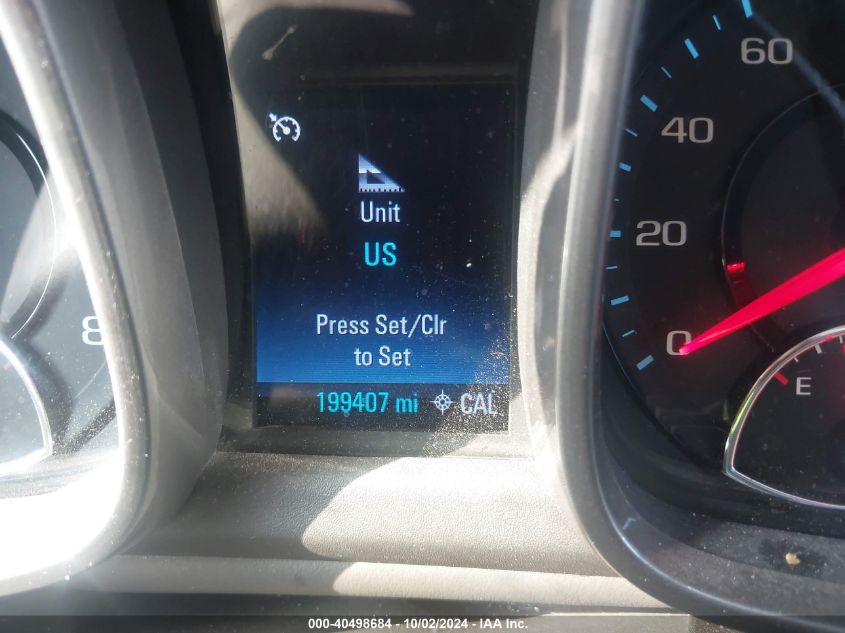 60
40
20
0
8
E
Unit
US
Press Set/Clr
to Set
199407 mi CAL
000-40498684 - 10/02/2024 - IAA Inc.